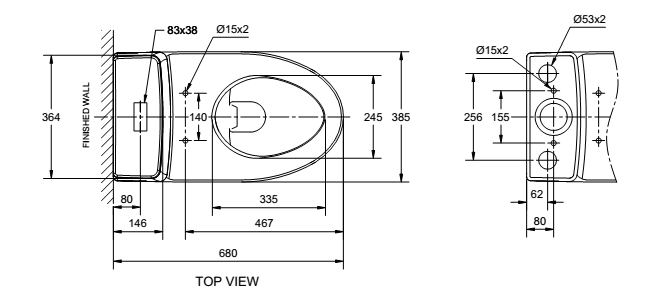 83x38
Ø15x2
364
FINISHED WALL
140
245
385
80
335
146
467
680
TOP VIEW
Ø53x2
Ø15x2
256
155
62
80